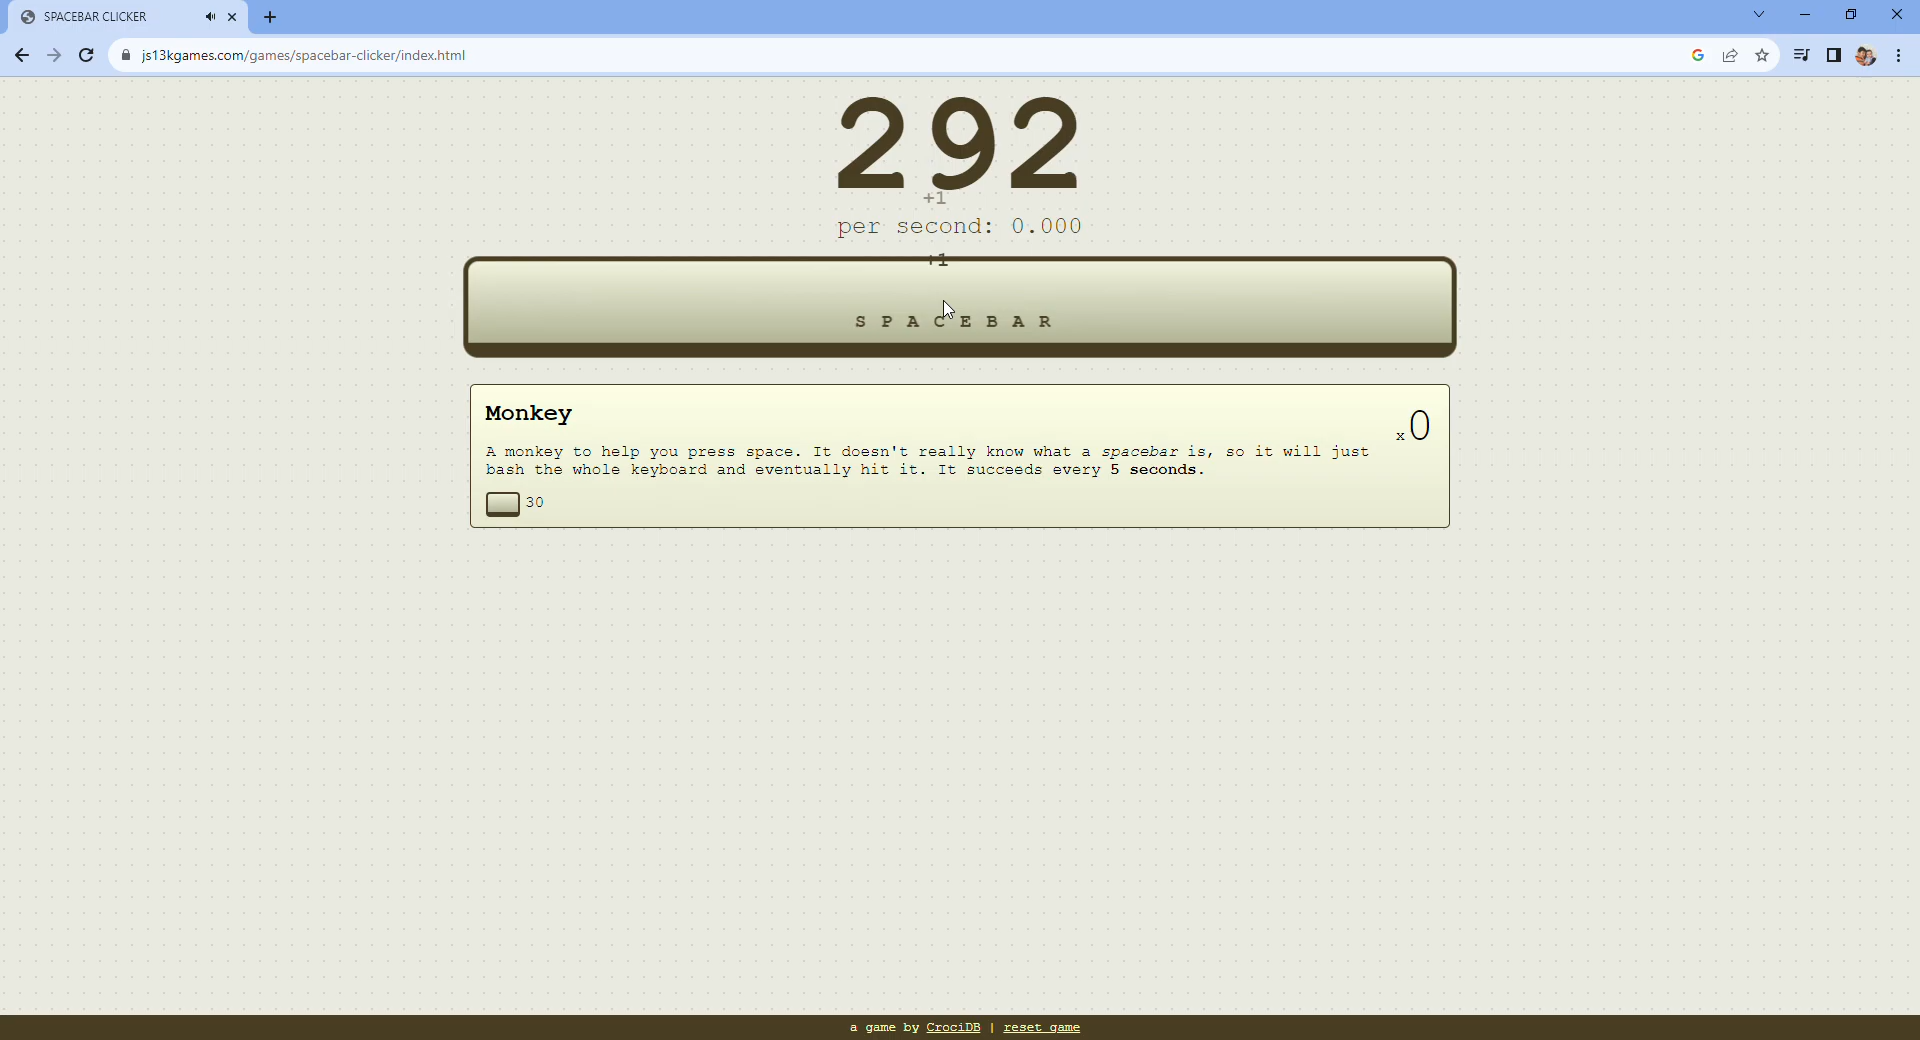 SPACEBAR CLICKER
js13kgames.com/games/spacebar-clicker/index.html
292
+1
per second: 0.000
+1
SPACEBAR
Monkey
x0
A monkey to help you press space. It doesn't really know what a spacebar is, so it will just
bash the whole keyboard and eventually hit it. It succeeds every 5 seconds.
30
a game by CrociDB | reset game